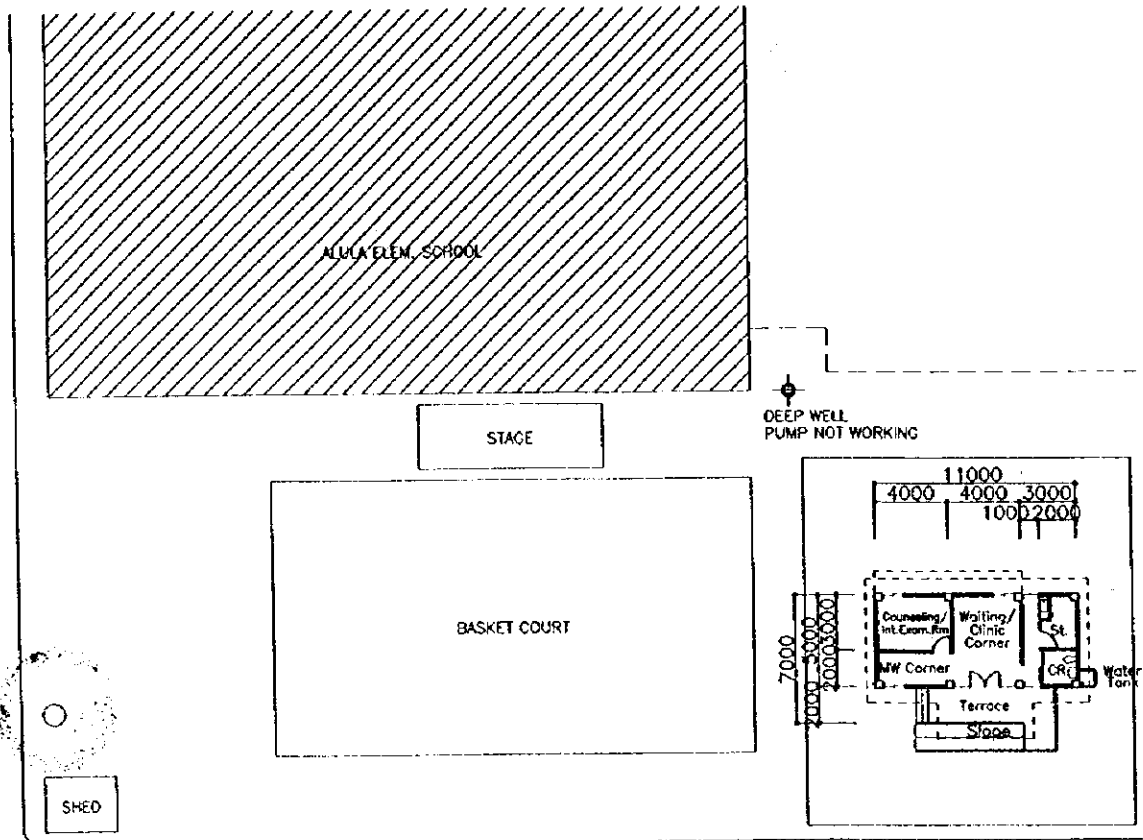 ALULA ELEM. SCHOOL
STAGE
DEEP WELL
PUMP NOT WORKING
BASKET COURT
SHED
11000
4000 4000 3000
1000 2000
7000
5000
2000
2000 3000
Counseling/
Int.Exam.Rm
Waiting/
Clinic
Corner
St.
MW Corner
CR
Water
Tank
Terrace
Slope